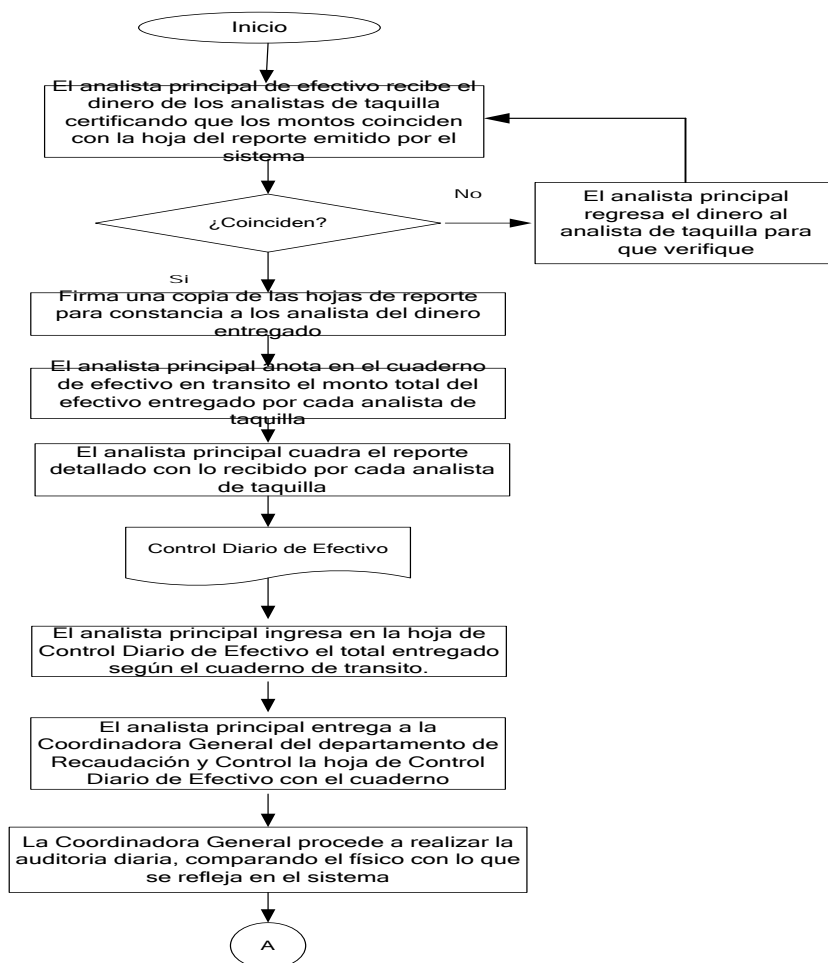 Inicio
El analista principal de efectivo recibe el
dinero de los analistas de taquilla
certificando que los montos coinciden
con la hoja del reporte emitido por el
sistema
No
El analista principal
regresa el dinero al
analista de taquilla para
que verifique
¿Coinciden?
Si
Firma una copia de las hojas de reporte
para constancia a los analista del dinero
entregado
El analista principal anota en el cuaderno
de efectivo en transito el monto total del
efectivo entregado por cada analista de
taquilla
El analista principal cuadra el reporte
detallado con lo recibido por cada analista
de taquilla
Control Diario de Efectivo
El analista principal ingresa en la hoja de
Control Diario de Efectivo el total entregado
según el cuaderno de transito.
El analista principal entrega a la
Coordinadora General del departamento de
Recaudación y Control la hoja de Control
Diario de Efectivo con el cuaderno
La Coordinadora General procede a realizar la
auditoria diaria, comparando el físico con lo que
se refleja en el sistema
A